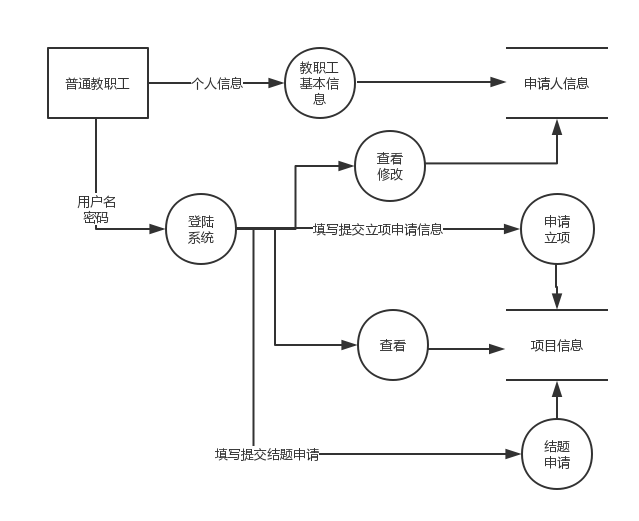 普通教职工
个人信息
教职工
基本信
息
申请人信息
查看
修改
用户名
密码
登陆
系统
填写提交立项申请信息
申请
立项
查看
项目信息
填写提交结题申请
结题
申请